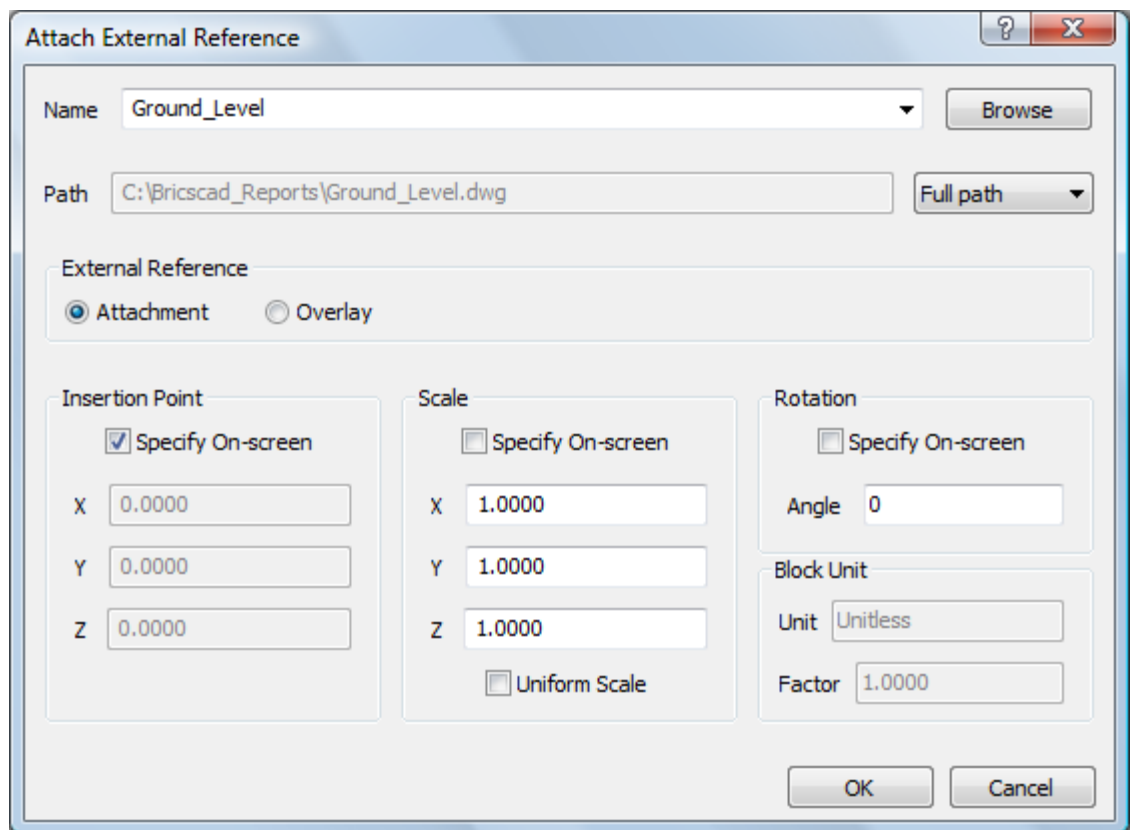 Attach External Reference
Name Ground_Level Browse
Path C:\Bricscad_Reports\Ground_Level.dwg Full path
External Reference
Attachment Overlay
Insertion Point
Specify On-screen
X 0.0000
Y 0.0000
Z 0.0000
Scale
Specify On-screen
X 1.0000
Y 1.0000
Z 1.0000
Uniform Scale
Rotation
Specify On-screen
Angle 0
Block Unit
Unit Unitless
Factor 1.0000
OK Cancel